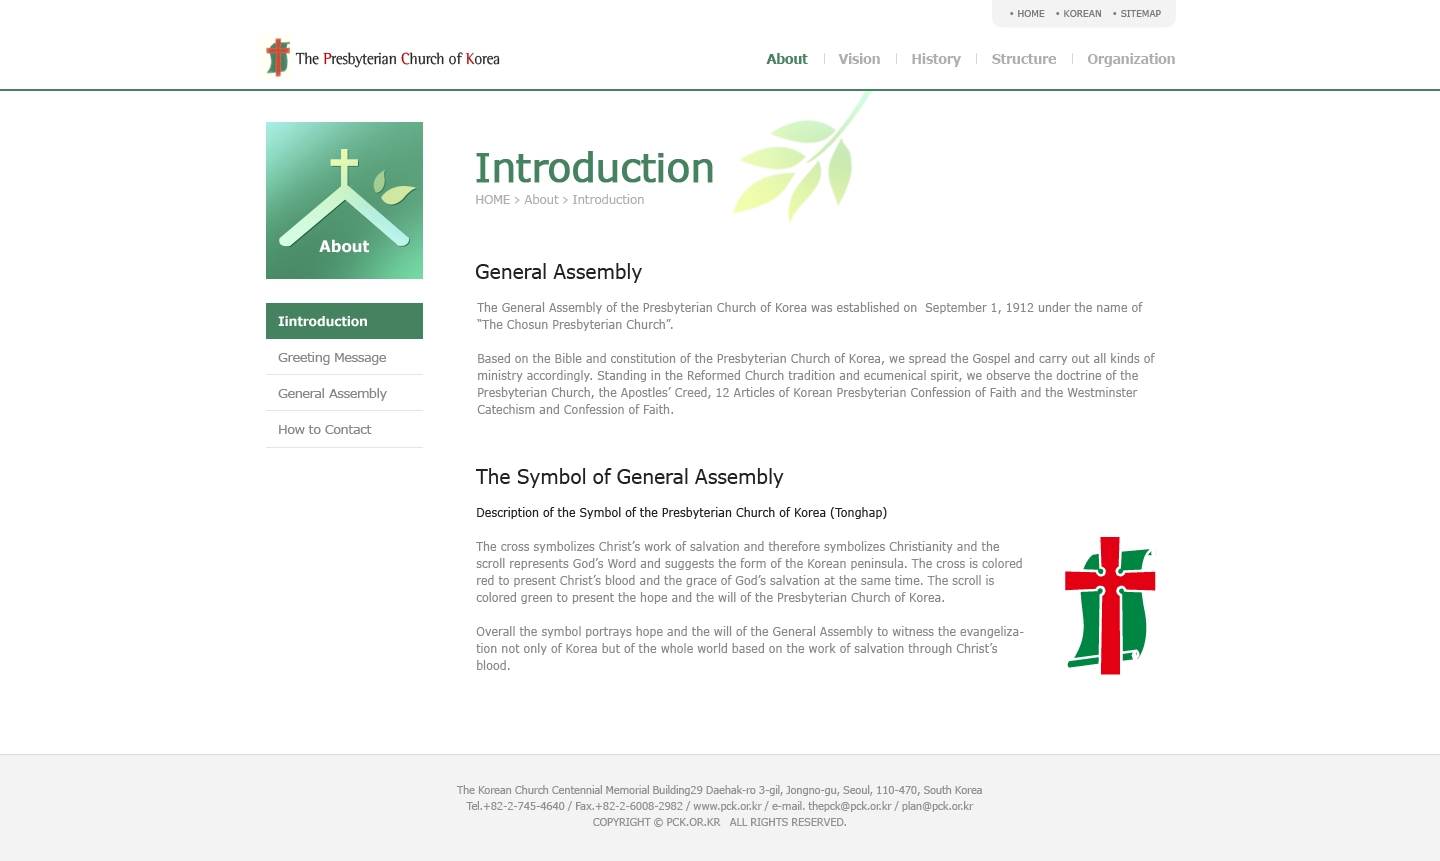 • HOME • KOREAN • SITEMAP
The Presbyterian Church of Korea
About Vision History Structure Organization
About
Iintroduction
Greeting Message
General Assembly
How to Contact
Introduction
HOME > About > Introduction
General Assembly
The General Assembly of the Presbyterian Church of Korea was established on September 1, 1912 under the name of
“The Chosun Presbyterian Church”.
Based on the Bible and constitution of the Presbyterian Church of Korea, we spread the Gospel and carry out all kinds of
ministry accordingly. Standing in the Reformed Church tradition and ecumenical spirit, we observe the doctrine of the
Presbyterian Church, the Apostles’ Creed, 12 Articles of Korean Presbyterian Confession of Faith and the Westminster
Catechism and Confession of Faith.
The Symbol of General Assembly
Description of the Symbol of the Presbyterian Church of Korea (Tonghap)
The cross symbolizes Christ’s work of salvation and therefore symbolizes Christianity and the
scroll represents God’s Word and suggests the form of the Korean peninsula. The cross is colored
red to present Christ’s blood and the grace of God’s salvation at the same time. The scroll is
colored green to present the hope and the will of the Presbyterian Church of Korea.
Overall the symbol portrays hope and the will of the General Assembly to witness the evangeliza-
tion not only of Korea but of the whole world based on the work of salvation through Christ’s
blood.
The Korean Church Centennial Memorial Building29 Daehak-ro 3-gil, Jongno-gu, Seoul, 110-470, South Korea
Tel.+82-2-745-4640 / Fax.+82-2-6008-2982 / www.pck.or.kr / e-mail. thepck@pck.or.kr / plan@pck.or.kr
COPYRIGHT © PCK.OR.KR ALL RIGHTS RESERVED.